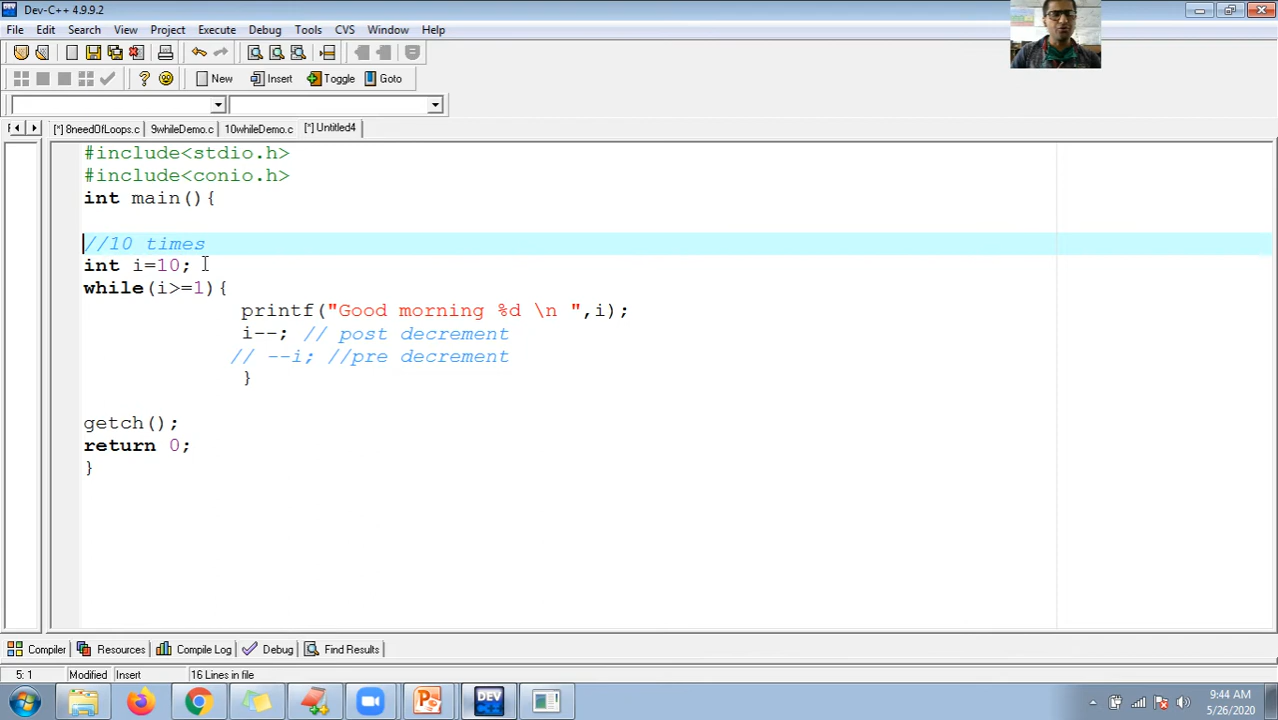 Dev-C++ 4.9.9.2
File Edit Search View Project Execute Debug Tools CVS Window Help
New Insert Toggle Goto
[*] 8needOfLoops.c 9whileDemo.c 10whileDemo.c [*] Untitled4
#include<stdio.h>
#include<conio.h>
int main(){
//10 times
int i=10;
while(i>=1){
printf("Good morning %d \n ",i);
i--; // post decrement
// --i; //pre decrement
}
getch();
return 0;
}
Compiler Resources Compile Log Debug Find Results
5: 1 Modified Insert 16 Lines in file
DEV
9:44 AM
5/26/2020